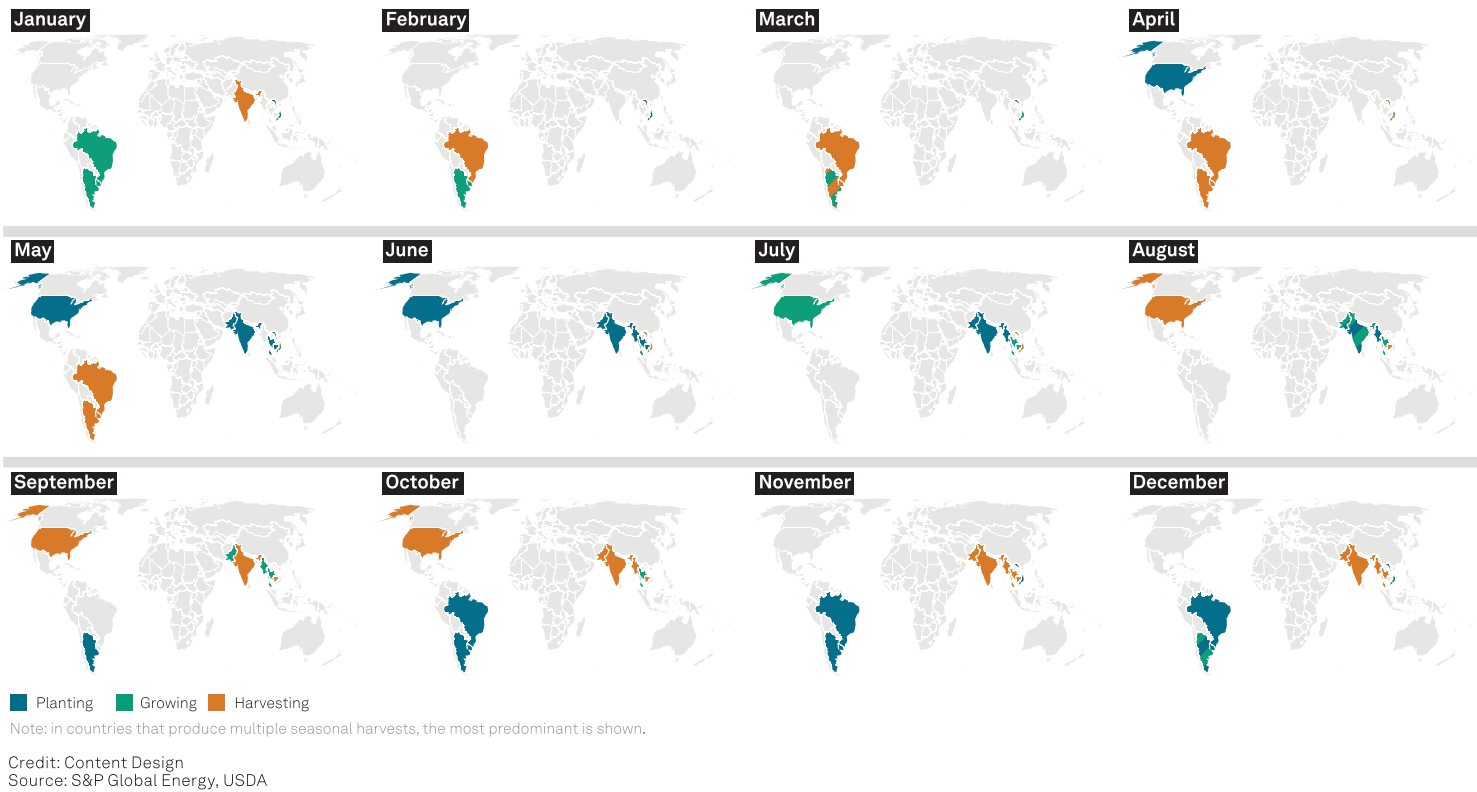 January
February
March
April
May
June
July
August
September
October
November
December
Planting
Growing
Harvesting
Note: in countries that produce multiple seasonal harvests, the most predominant is shown.
Credit: Content Design
Source: S&P Global Energy, USDA